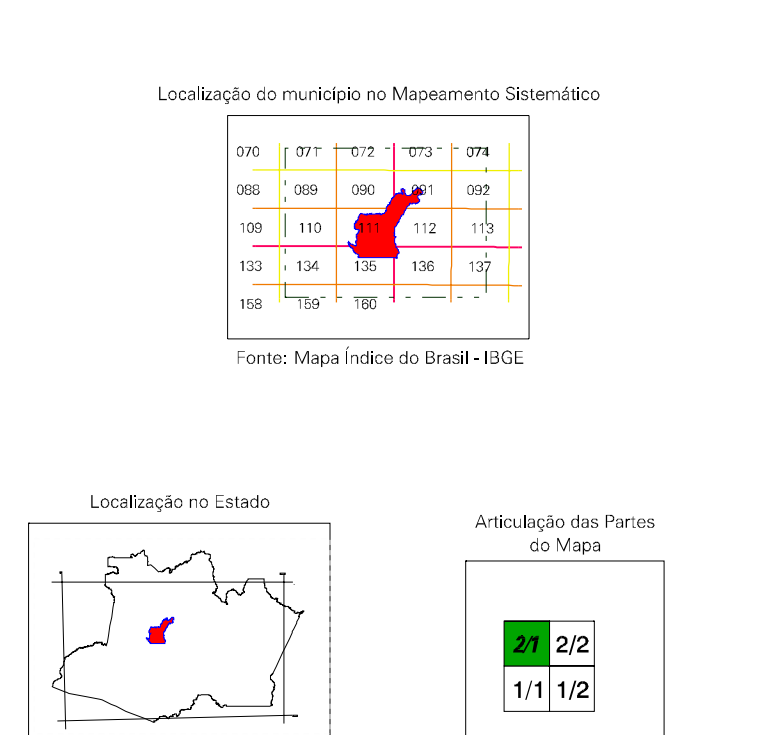 Localização do município no Mapeamento Sistemático
070 071 072 073 074
088 089 090 091 092
109 110 111 112 113
133 134 135 136 137
158 159 160
Fonte: Mapa Índice do Brasil - IBGE
Localização no Estado
Articulação das Partes
do Mapa
2/1 2/2
1/1 1/2